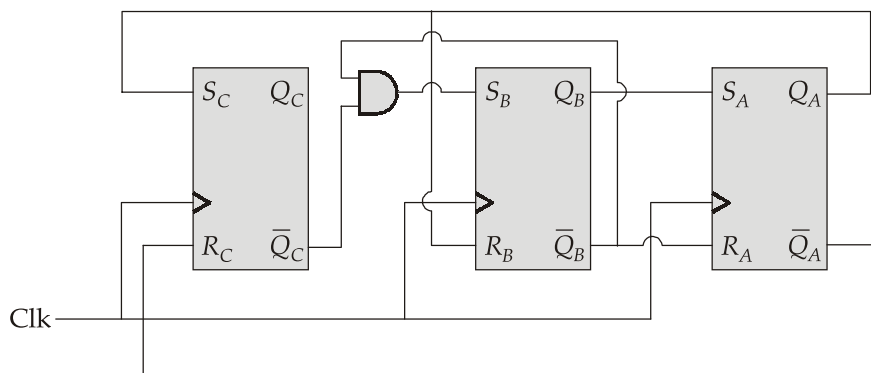 S_C Q_C
S_B Q_B
S_A Q_A
R_C Q̅_C
R_B Q̅_B
R_A Q̅_A
Clk